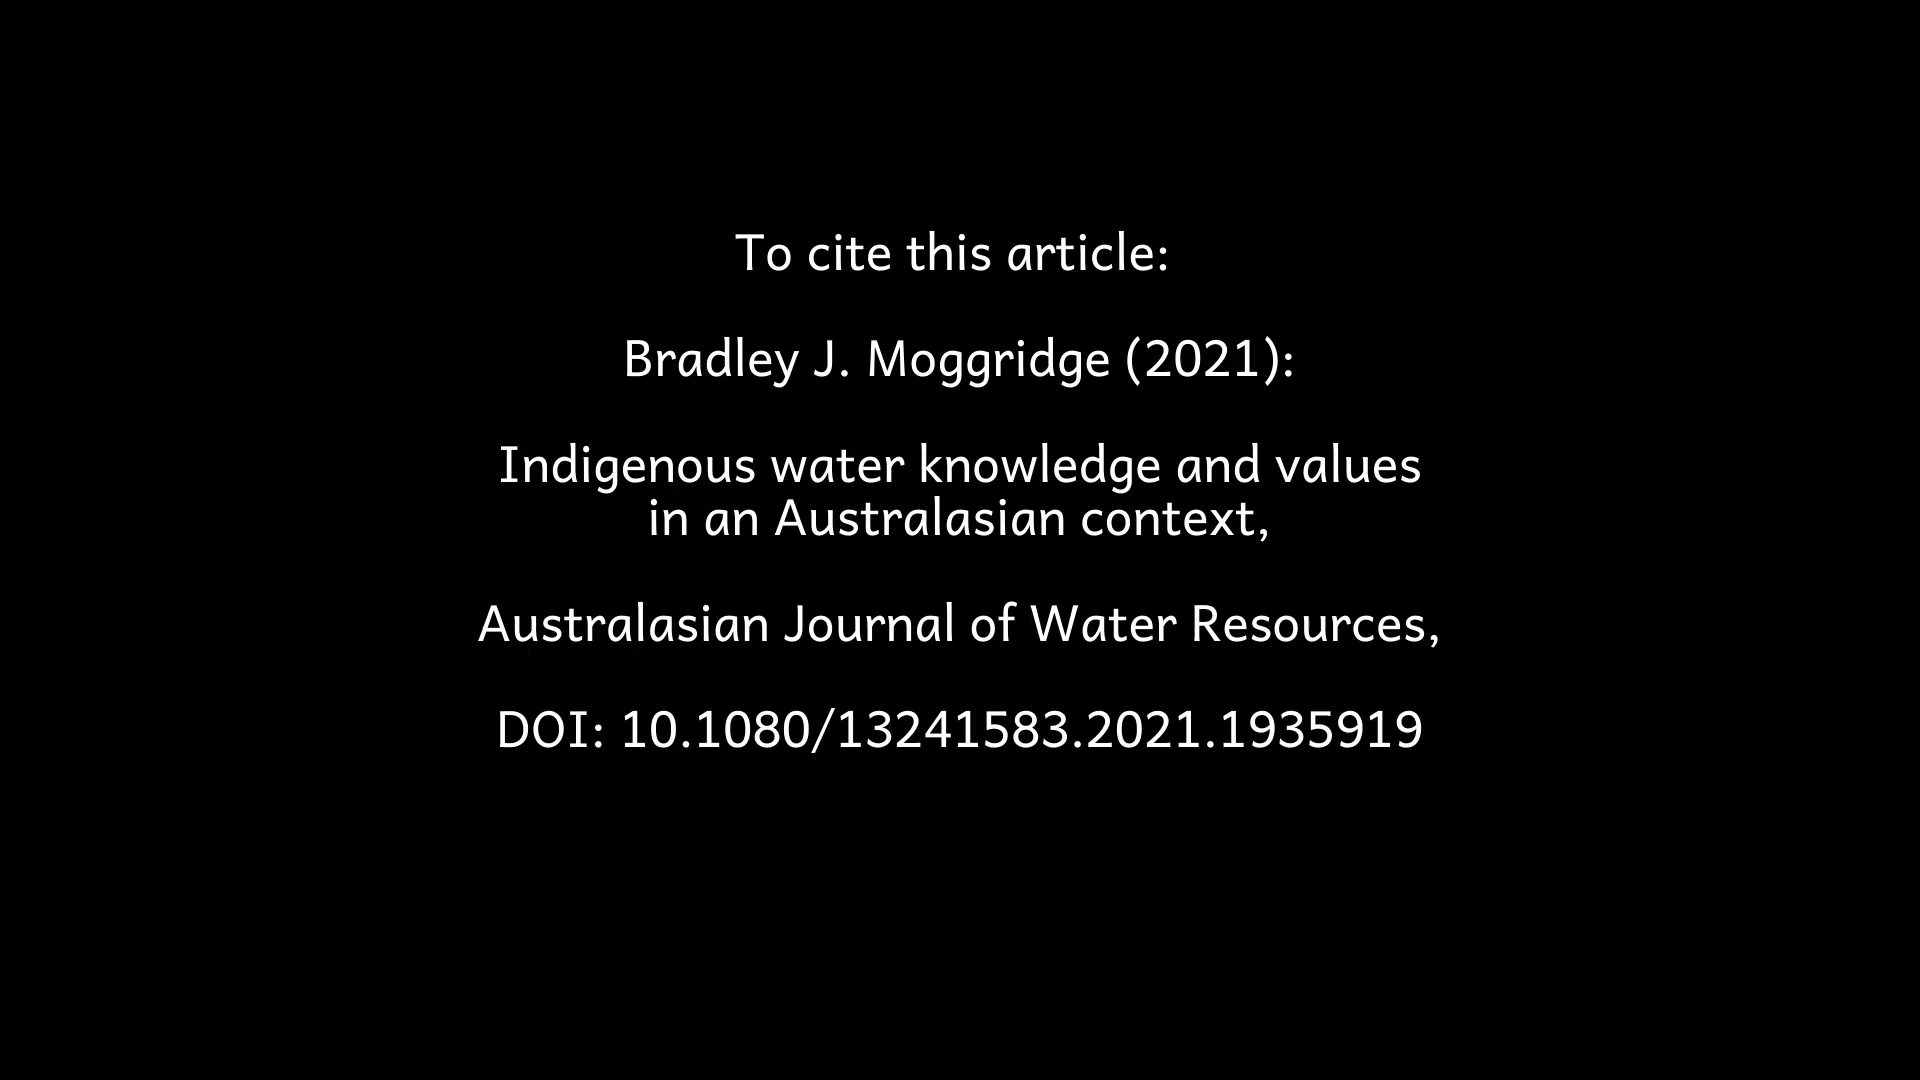 To cite this article:
Bradley J. Moggridge (2021):
Indigenous water knowledge and values
in an Australasian context,
Australasian Journal of Water Resources,
DOI: 10.1080/13241583.2021.1935919